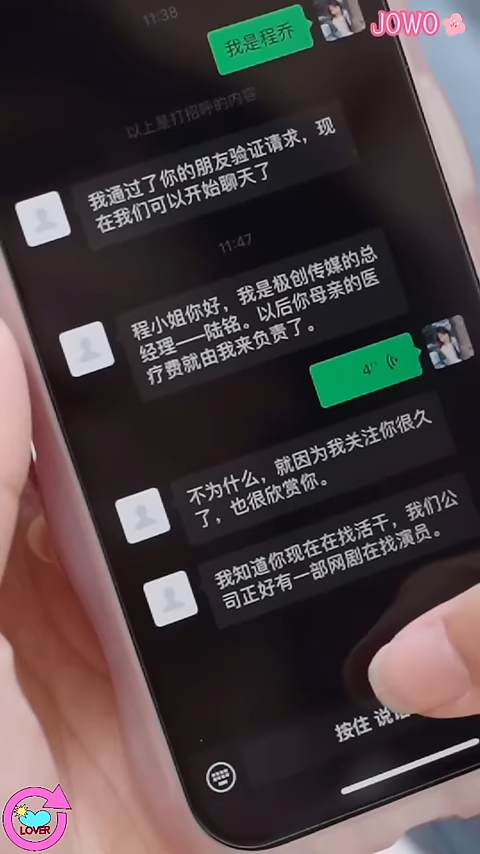 11:38
JOWO
我是程乔
以上是打招呼的内容
我通过了你的朋友验证请求，现
在我们可以开始聊天了
11:47
程小姐你好，我是极创传媒的总
经理——陆铭。以后你母亲的医
疗费就由我来负责了。
4"
不为什么，就因为我关注你很久
了，也很欣赏你。
我知道你现在在找活干，我们公
司正好有一部网剧在找演员。
按住 说
LOVER